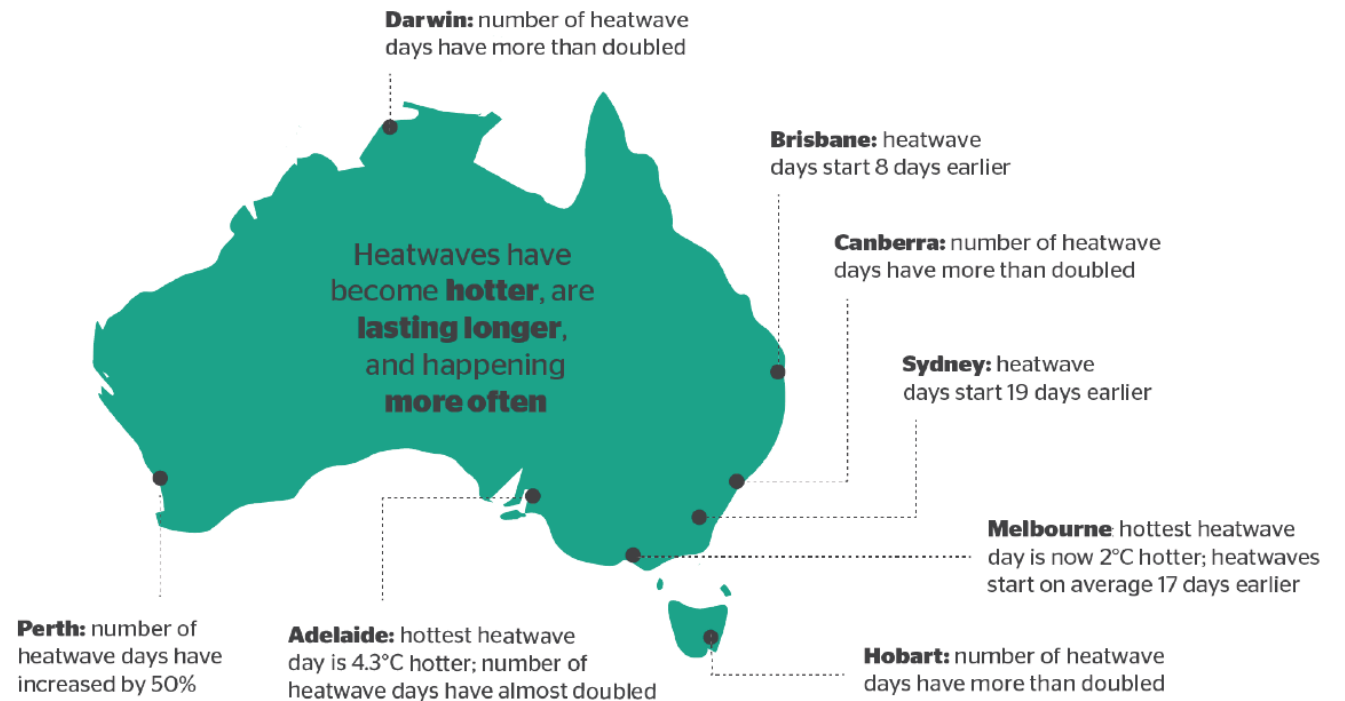 Darwin: number of heatwave
days have more than doubled
Brisbane: heatwave
days start 8 days earlier
Canberra: number of heatwave
days have more than doubled
Heatwaves have
become hotter, are
lasting longer,
and happening
more often
Sydney: heatwave
days start 19 days earlier
Melbourne: hottest heatwave
day is now 2°C hotter; heatwaves
start on average 17 days earlier
Perth: number of
heatwave days have
increased by 50%
Adelaide: hottest heatwave
day is 4.3°C hotter; number of
heatwave days have almost doubled
Hobart: number of heatwave
days have more than doubled